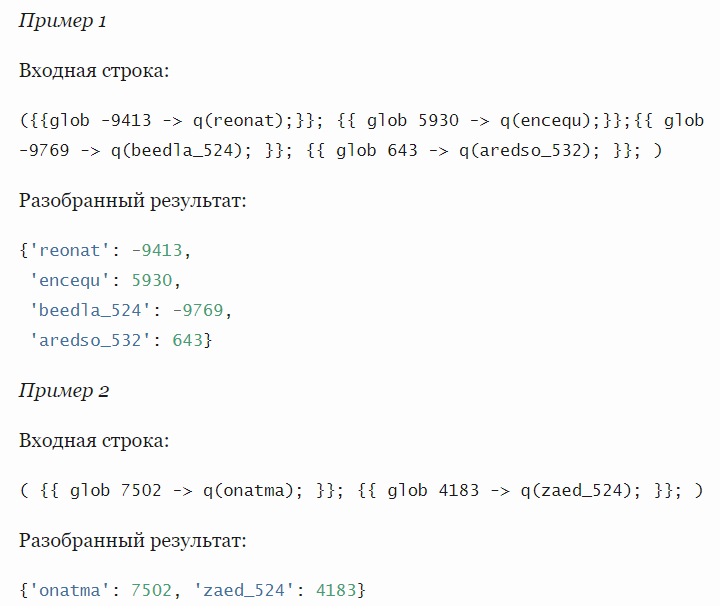 Пример 1
Входная строка:
({{glob -9413 -> q(reonat);}}; {{ glob 5930 -> q(encequ);}};{{ glob
-9769 -> q(beedla_524); }}; {{ glob 643 -> q(aredso_532); }}; )
Разобранный результат:
{'reonat': -9413,
 'encequ': 5930,
 'beedla_524': -9769,
 'aredso_532': 643}
Пример 2
Входная строка:
( {{ glob 7502 -> q(onatma); }}; {{ glob 4183 -> q(zaed_524); }}; )
Разобранный результат:
{'onatma': 7502, 'zaed_524': 4183}